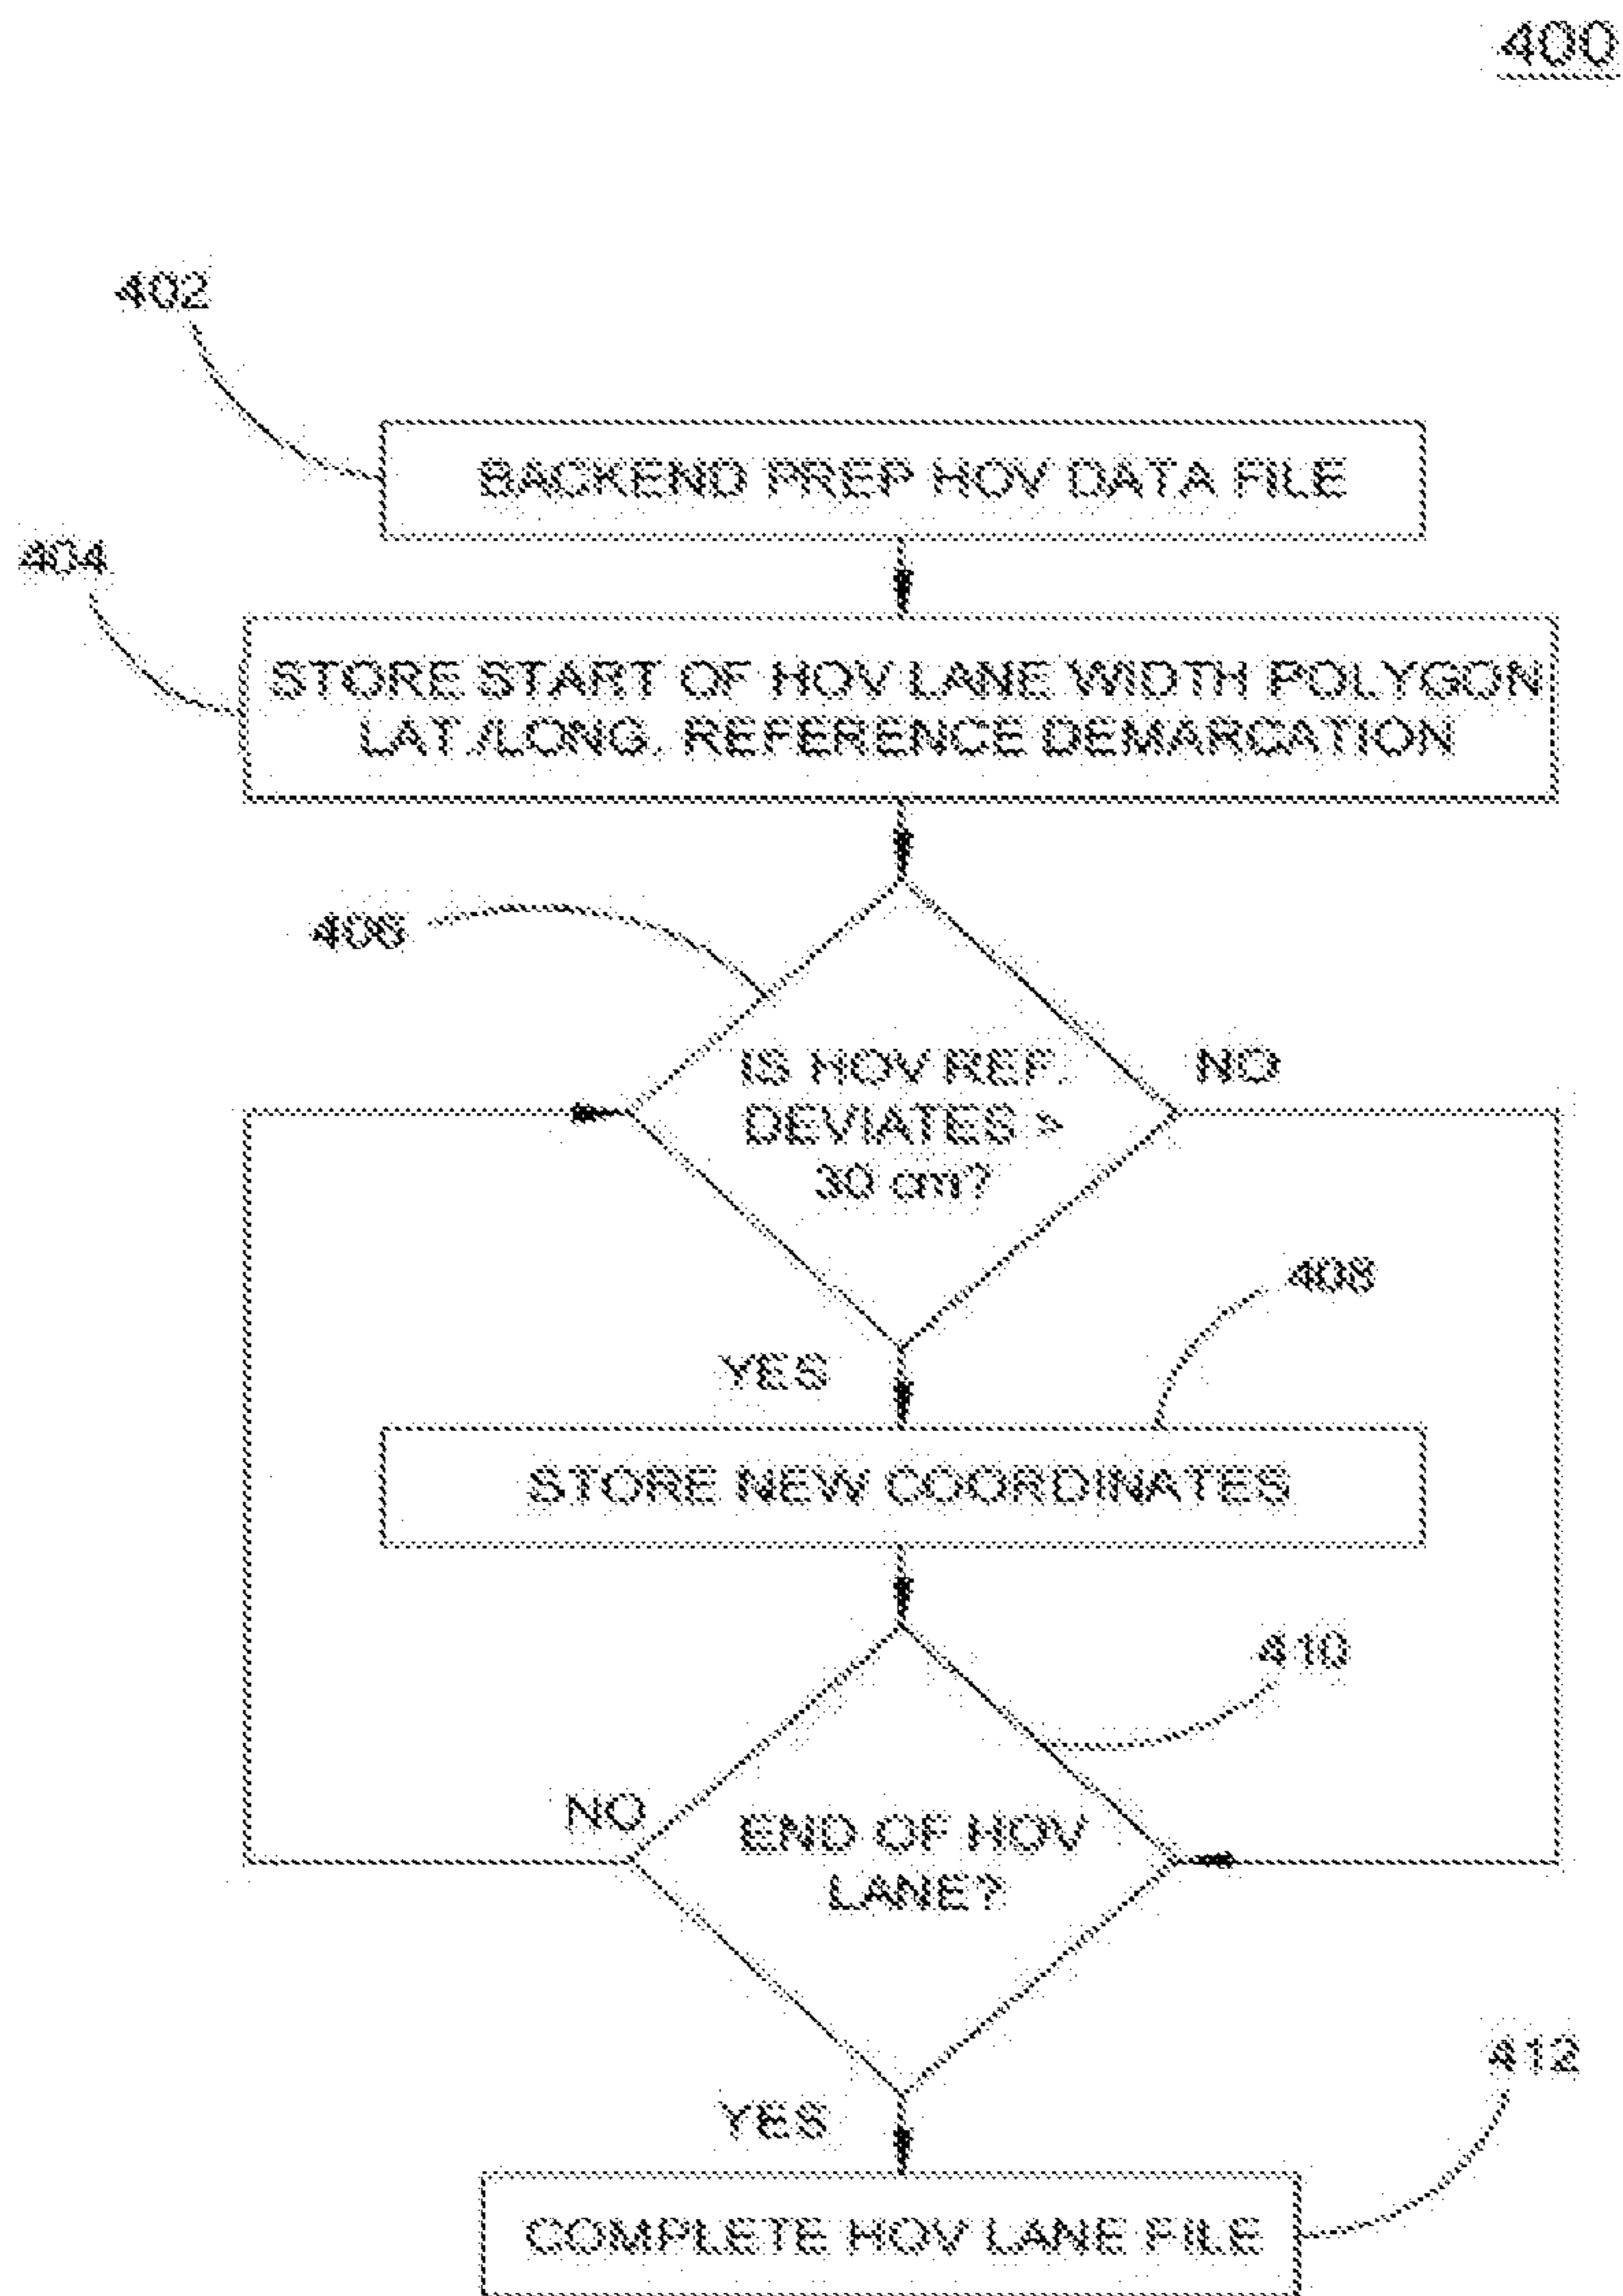 400
402
BACKEND PREP HOV DATA FILE
404
STORE START OF HOV LANE WIDTH POLYGON
LAT./LONG. REFERENCE DEMARCATION
406
IS HOV REF.
DEVIATES >
30 cm?
NO
408
YES
STORE NEW COORDINATES
410
NO
END OF HOV
LANE?
412
YES
COMPLETE HOV LANE FILE